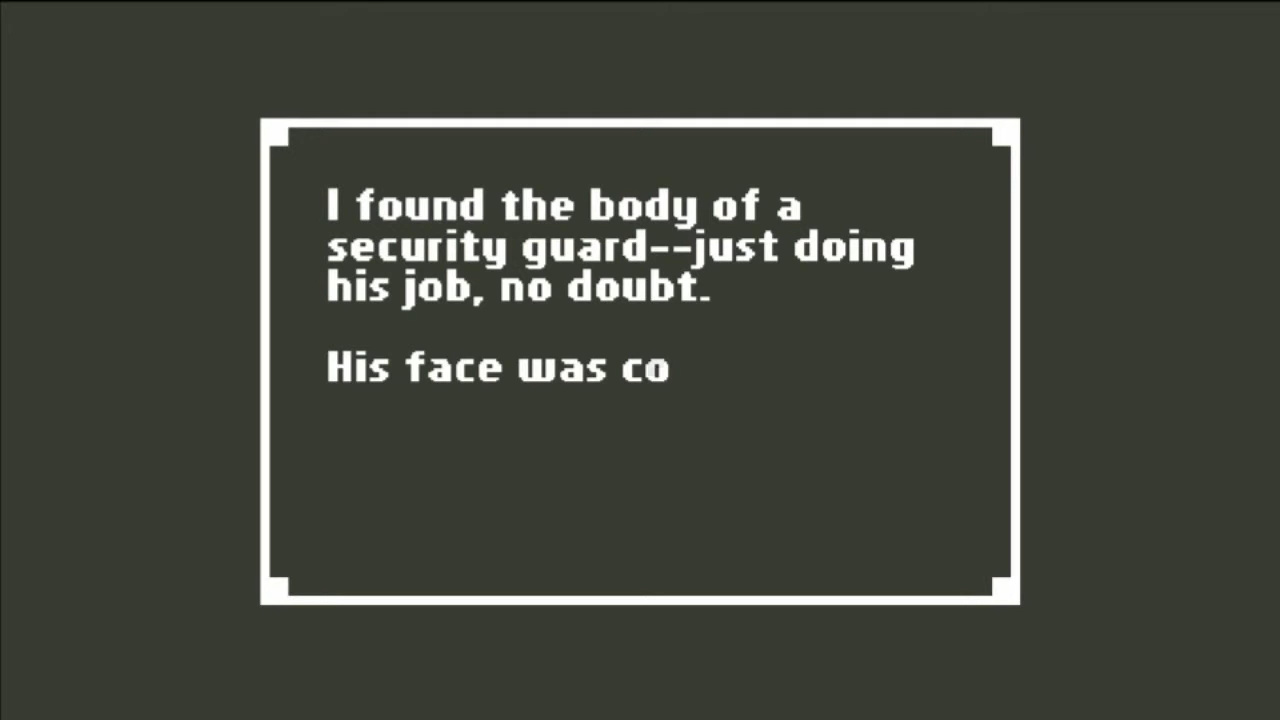 I found the body of a
security guard--just doing
his job, no doubt.
His face was co